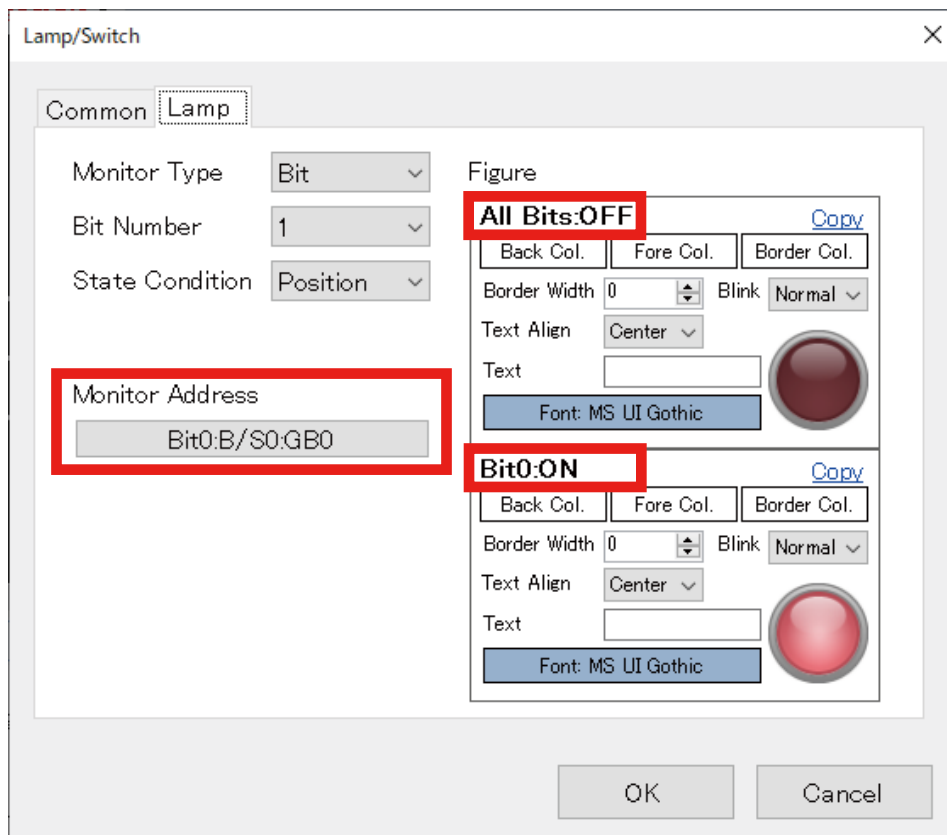 Lamp/Switch
Common
Lamp
Monitor Type
Bit
Bit Number
1
State Condition
Position
Monitor Address
Bit0:B/S0:GB0
Figure
All Bits:OFF
Copy
Back Col.
Fore Col.
Border Col.
Border Width
0
Blink
Normal
Text Align
Center
Text
Font: MS UI Gothic
Bit0:ON
Copy
Back Col.
Fore Col.
Border Col.
Border Width
0
Blink
Normal
Text Align
Center
Text
Font: MS UI Gothic
OK
Cancel